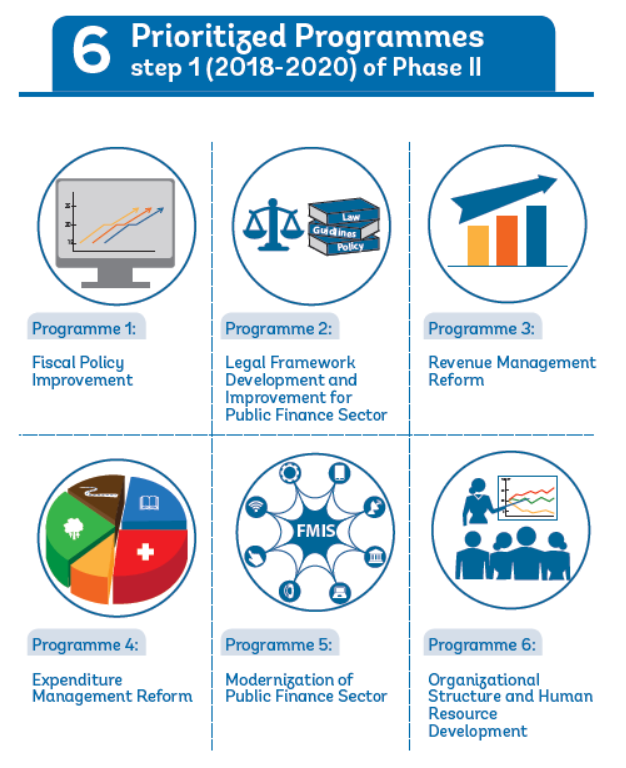 6
Prioritized Programmes
step 1 (2018-2020) of Phase II
Law
Guidlines
Policy
Programme 1:
Fiscal Policy
Improvement
Programme 2:
Legal Framework
Development and
Improvement for
Public Finance Sector
Programme 3:
Revenue Management
Reform
FMIS
Programme 4:
Expenditure
Management Reform
Programme 5:
Modernization of
Public Finance Sector
Programme 6:
Organizational
Structure and Human
Resource
Development